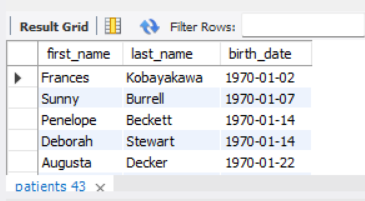 Result Grid Filter Rows:
first_name last_name birth_date
Frances Kobayakawa 1970-01-02
Sunny Burrell 1970-01-07
Penelope Beckett 1970-01-14
Deborah Stewart 1970-01-14
Augusta Decker 1970-01-22
patients 43